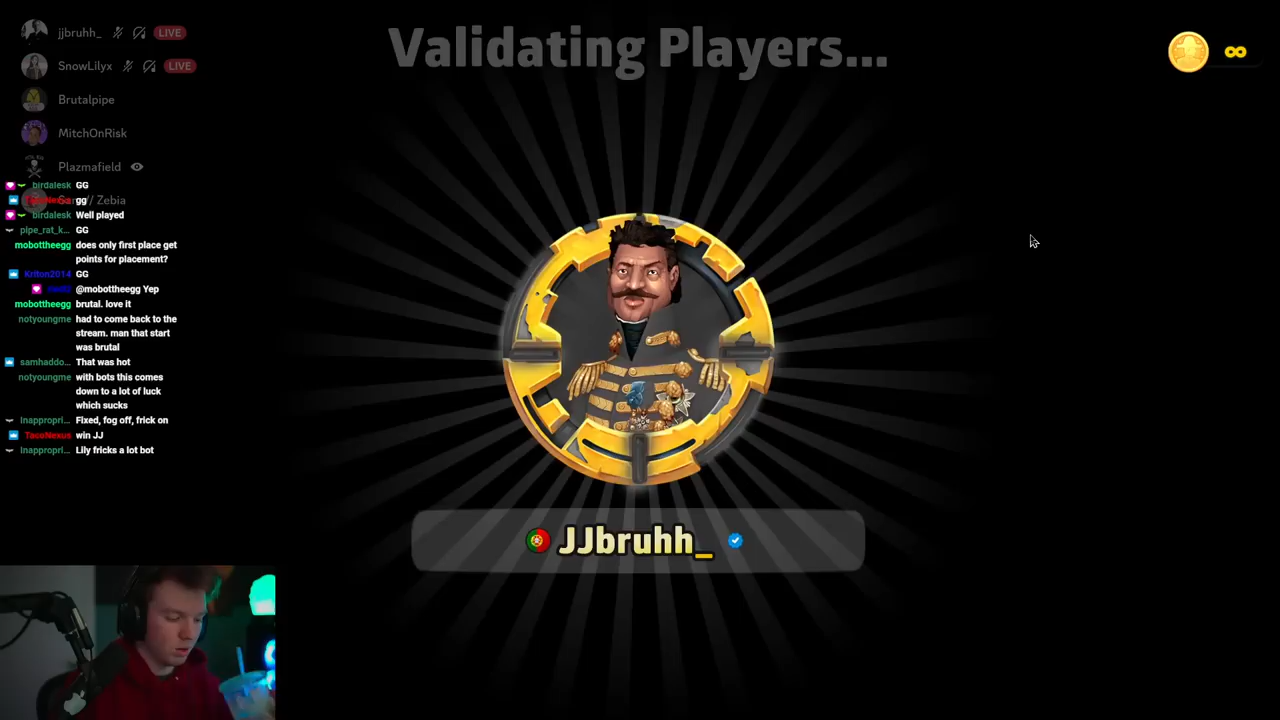 Validating Players...
jjbruhh_ LIVE
SnowLilyx LIVE
Brutalpipe
MitchOnRisk
Plazmafield
// Zebia
birdalesk GG
TacoNexus gg
birdalesk Well played
pipe_rat_k... GG
mobottheegg does only first place get
points for placement?
Kriton2014 GG
@mobottheegg Yep
mobottheegg brutal. love it
notyoungme had to come back to the
stream. man that start
was brutal
samhaddo... That was hot
notyoungme with bots this comes
down to a lot of luck
which sucks
Inappropri... Fixed, fog off, frick on
TacoNexus win JJ
Inappropri... Lily fricks a lot bot
JJbruhh_